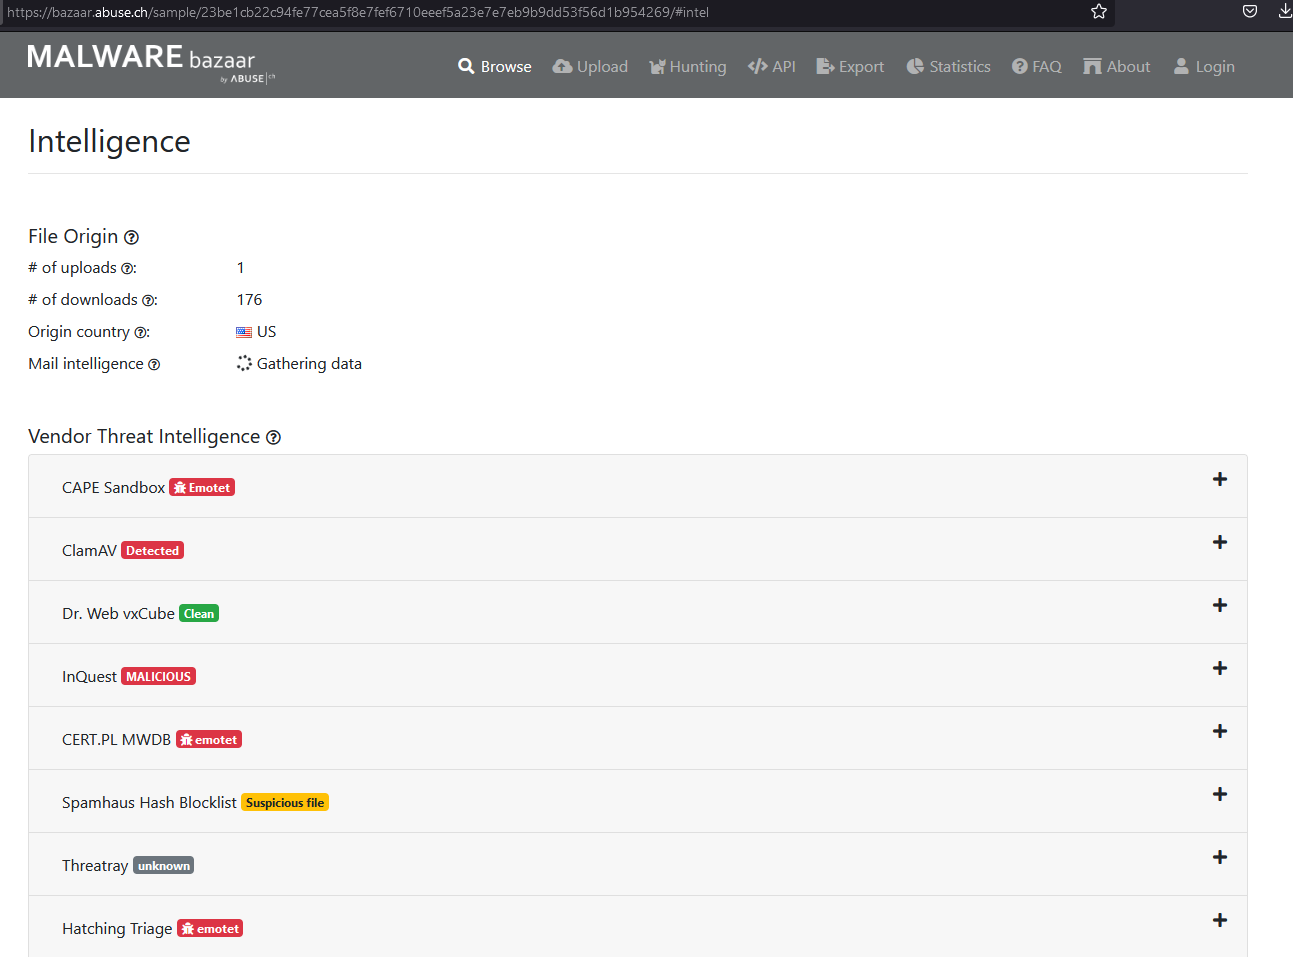 https://bazaar.abuse.ch/sample/23be1cb22c94fe77cea5f8e7fef6710eeef5a23e7e7eb9b9dd53f56d1b954269/#intel
MALWARE bazaar
by ABUSE|ch
Browse Upload Hunting API Export Statistics FAQ About Login
Intelligence
File Origin
# of uploads : 1
# of downloads : 176
Origin country : US
Mail intelligence Gathering data
Vendor Threat Intelligence
CAPE Sandbox Emotet
ClamAV Detected
Dr. Web vxCube Clean
InQuest MALICIOUS
CERT.PL MWDB emotet
Spamhaus Hash Blocklist Suspicious file
Threatray unknown
Hatching Triage emotet